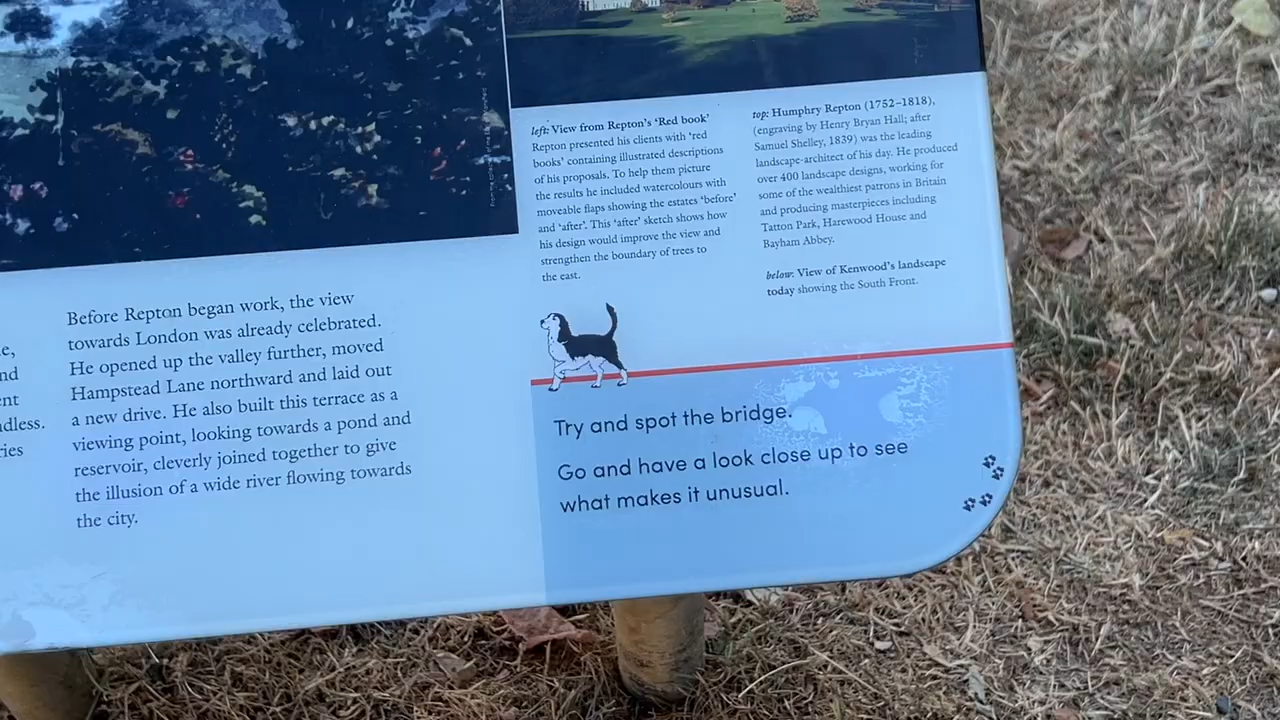 left: View from Repton's 'Red book'
Repton presented his clients with 'red
books' containing illustrated descriptions
of his proposals. To help them picture
the results he included watercolours with
moveable flaps showing the estates 'before'
and 'after'. This 'after' sketch shows how
his design would improve the view and
strengthen the boundary of trees to
the east.
top: Humphry Repton (1752–1818),
(engraving by Henry Bryan Hall; after
Samuel Shelley, 1839) was the leading
landscape-architect of his day. He produced
over 400 landscape designs, working for
some of the wealthiest patrons in Britain
and producing masterpieces including
Tatton Park, Harewood House and
Bayham Abbey.
below: View of Kenwood's landscape
today showing the South Front.
Before Repton began work, the view
towards London was already celebrated.
He opened up the valley further, moved
Hampstead Lane northward and laid out
a new drive. He also built this terrace as a
viewing point, looking towards a pond and
reservoir, cleverly joined together to give
the illusion of a wide river flowing towards
the city.
Try and spot the bridge.
Go and have a look close up to see
what makes it unusual.